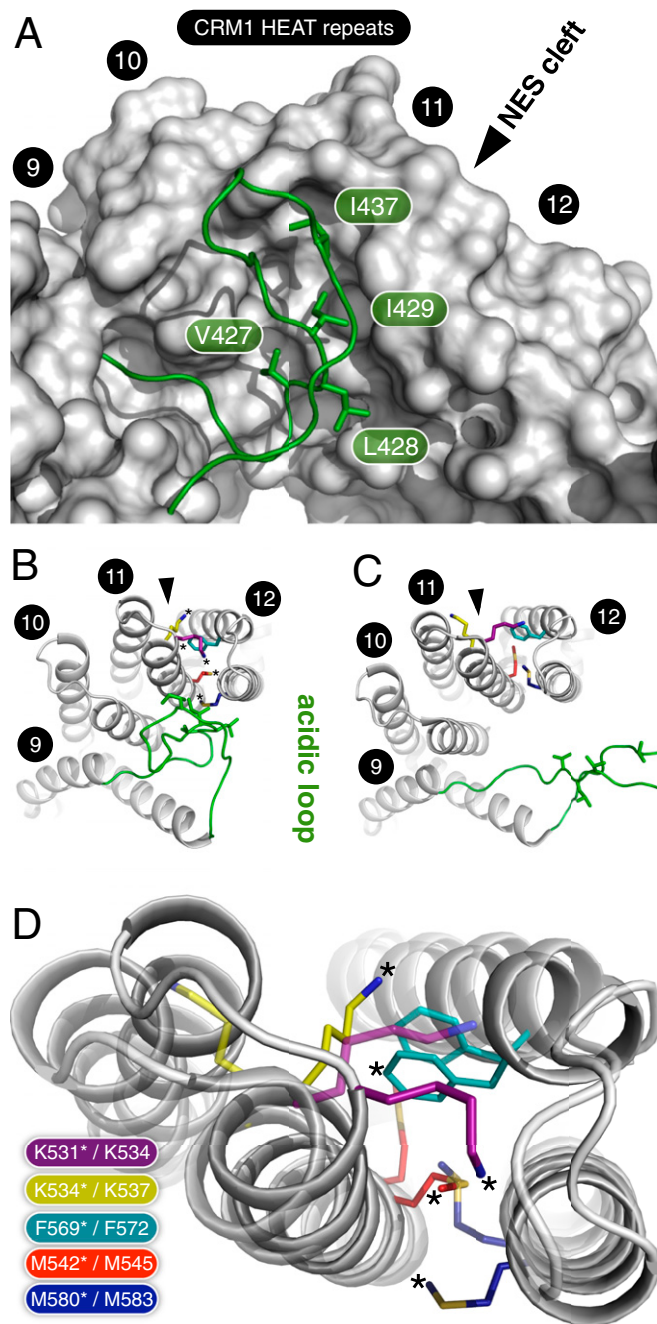 A
CRM1 HEAT repeats
10
11
NES cleft
9
12
I437
I429
V427
L428
B
11
12
10
9
acidic loop
C
11
12
10
9
D
*
*
*
*
*
K531* / K534
K534* / K537
F569* / F572
M542* / M545
M580* / M583